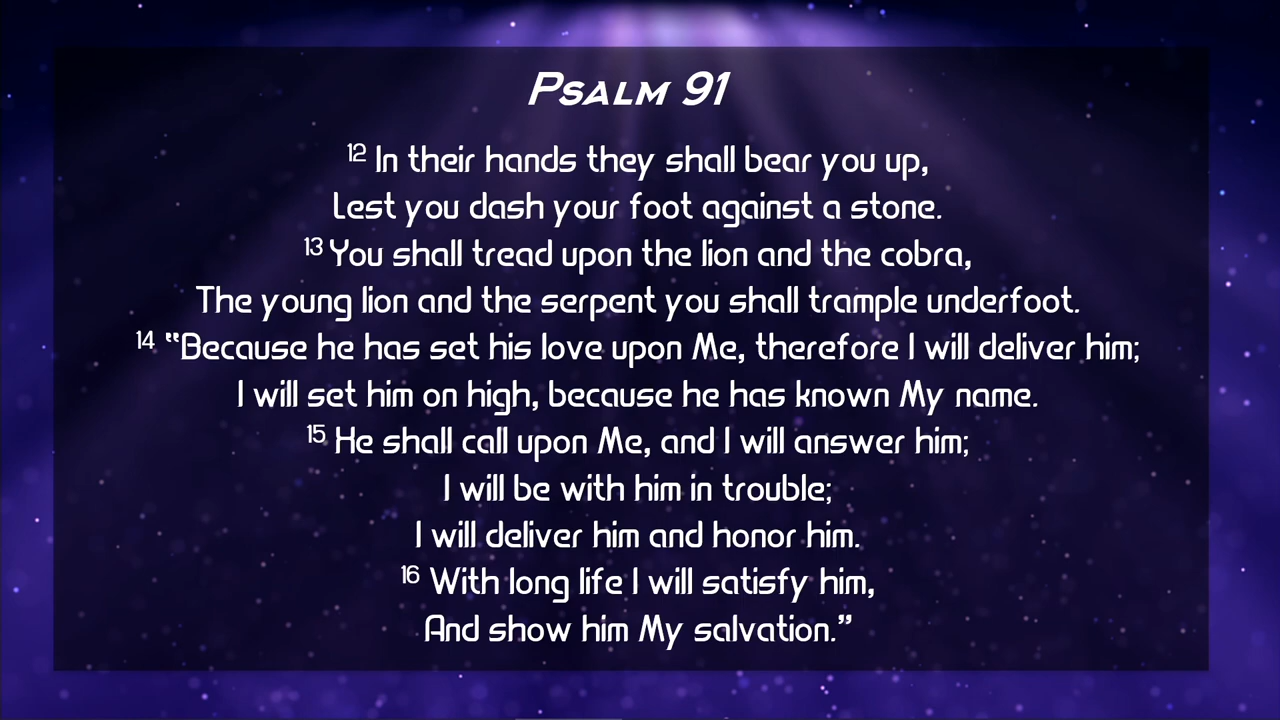 Psalm 91
12 In their hands they shall bear you up,
Lest you dash your foot against a stone.
13 You shall tread upon the lion and the cobra,
The young lion and the serpent you shall trample underfoot.
14 “Because he has set his love upon Me, therefore I will deliver him;
I will set him on high, because he has known My name.
15 He shall call upon Me, and I will answer him;
I will be with him in trouble;
I will deliver him and honor him.
16 With long life I will satisfy him,
And show him My salvation.”